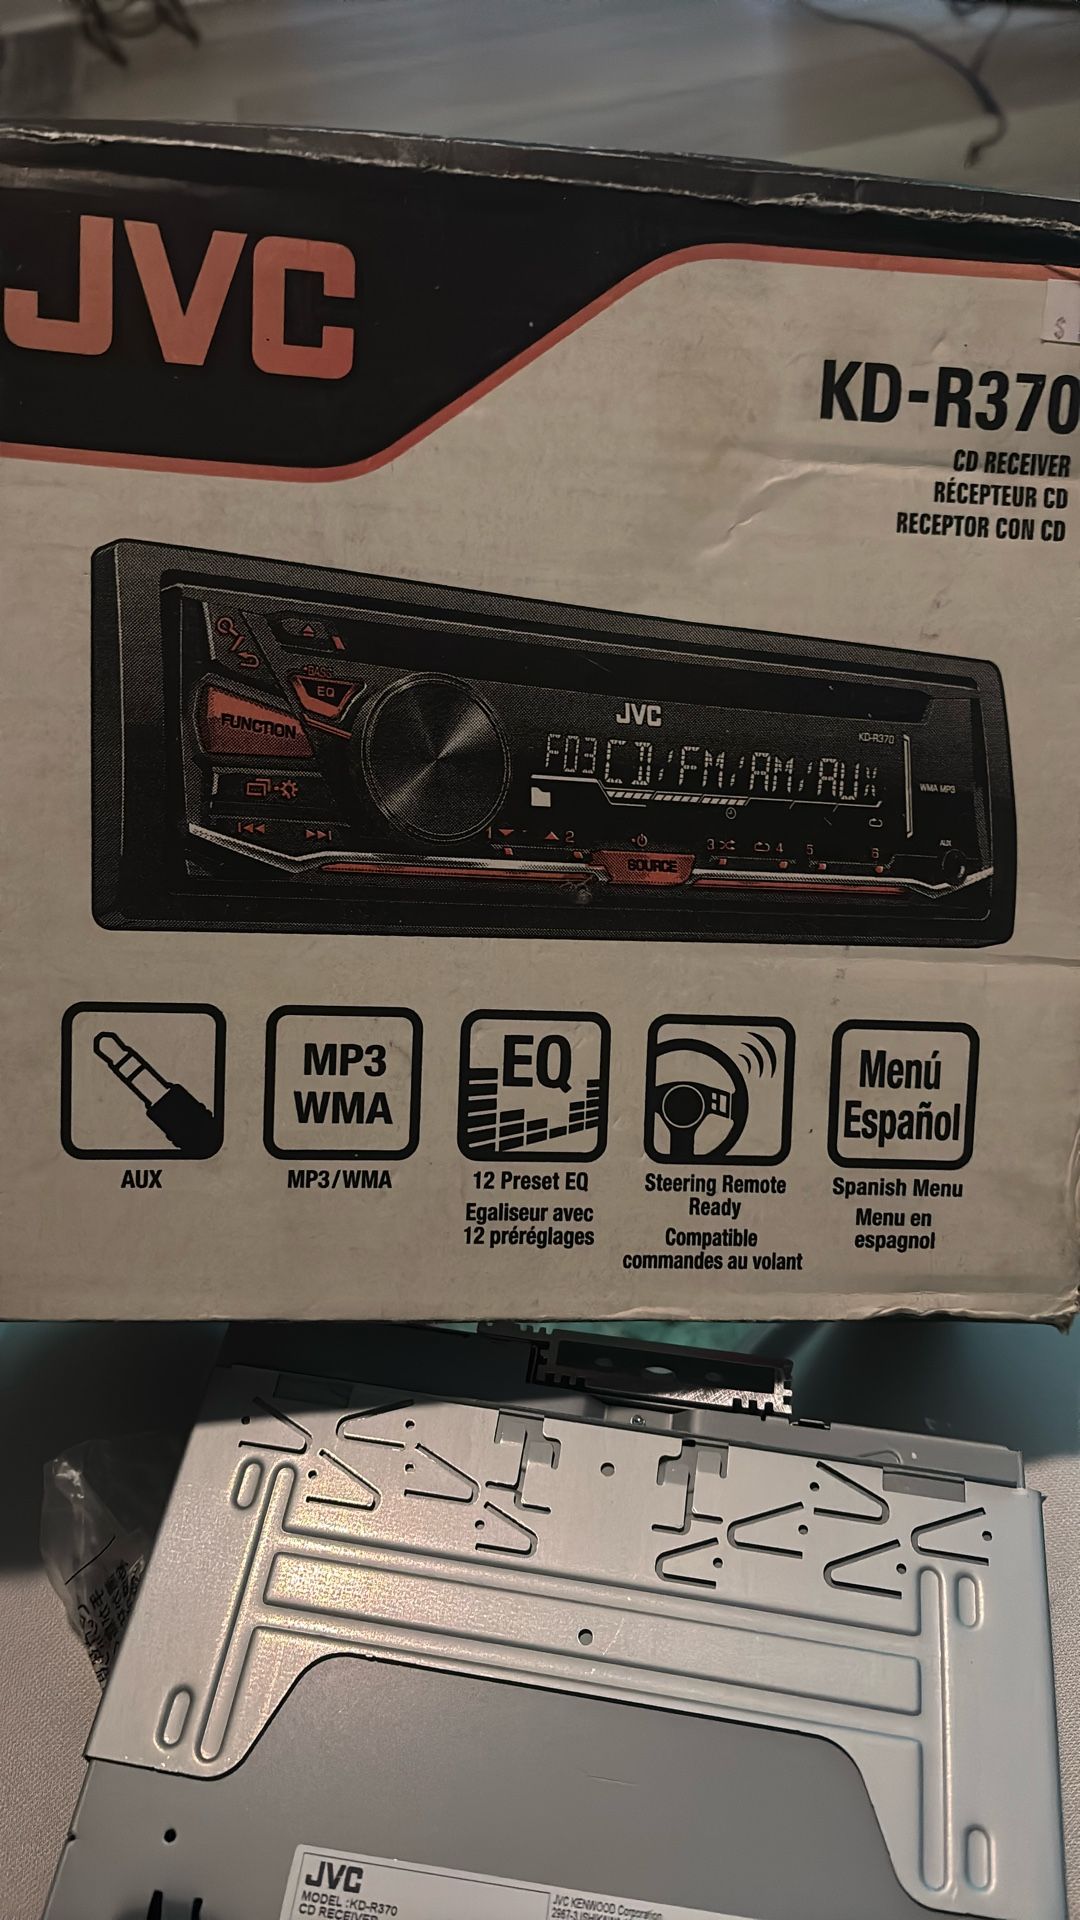 JVC
$
KD-R370
CD RECEIVER
RÉCEPTEUR CD
RECEPTOR CON CD
BASS
EQ
FUNCTION
JVC
KD-R370
F03CD/FM/AM/AUX
WMA MP3
AUX
1 2 3 4 5 6
SOURCE
MP3
WMA
EQ
Menú
Español
AUX
MP3/WMA
12 Preset EQ
Egaliseur avec
12 préréglages
Steering Remote
Ready
Compatible
commandes au volant
Spanish Menu
Menu en
espagnol
JVC
MODEL :KD-R370
CD RECEIVER
JVC KENWOOD Corporation